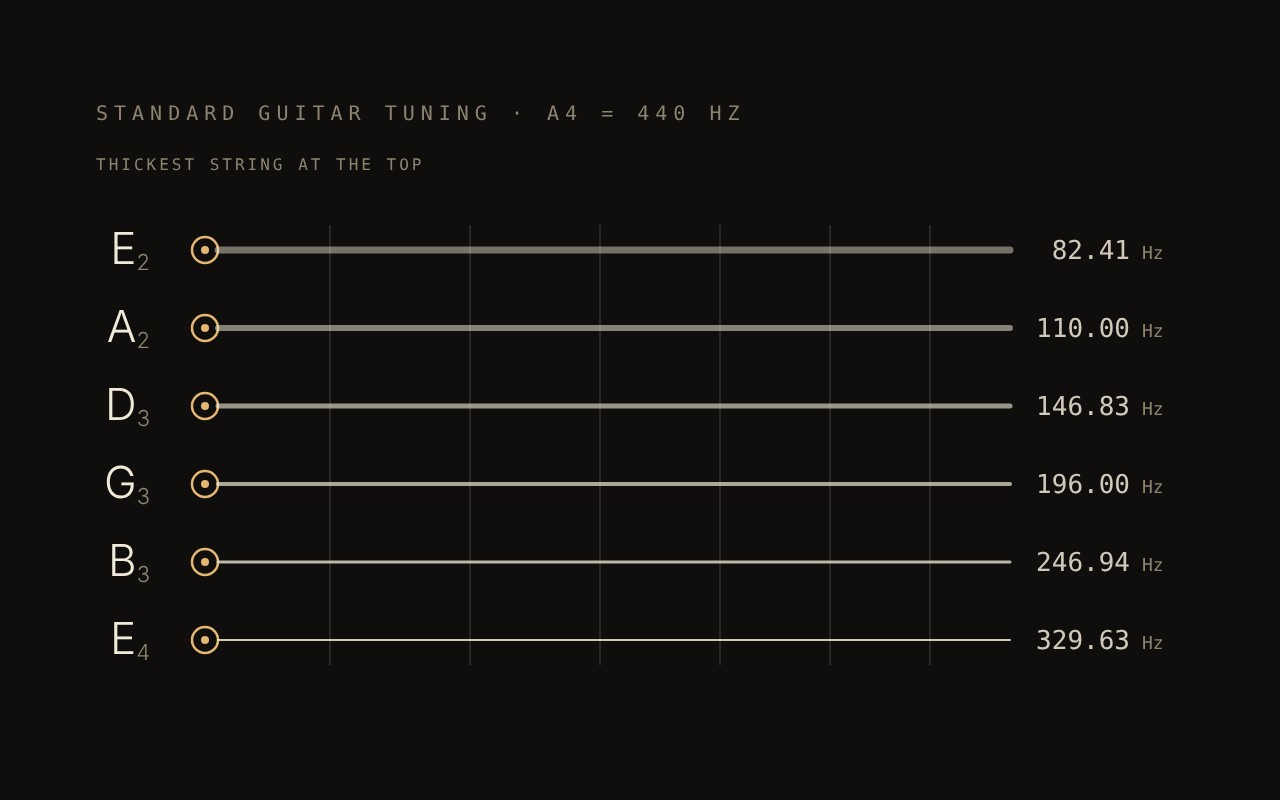 STANDARD GUITAR TUNING · A4 = 440 HZ
THICKEST STRING AT THE TOP
E2 82.41 Hz
A2 110.00 Hz
D3 146.83 Hz
G3 196.00 Hz
B3 246.94 Hz
E4 329.63 Hz